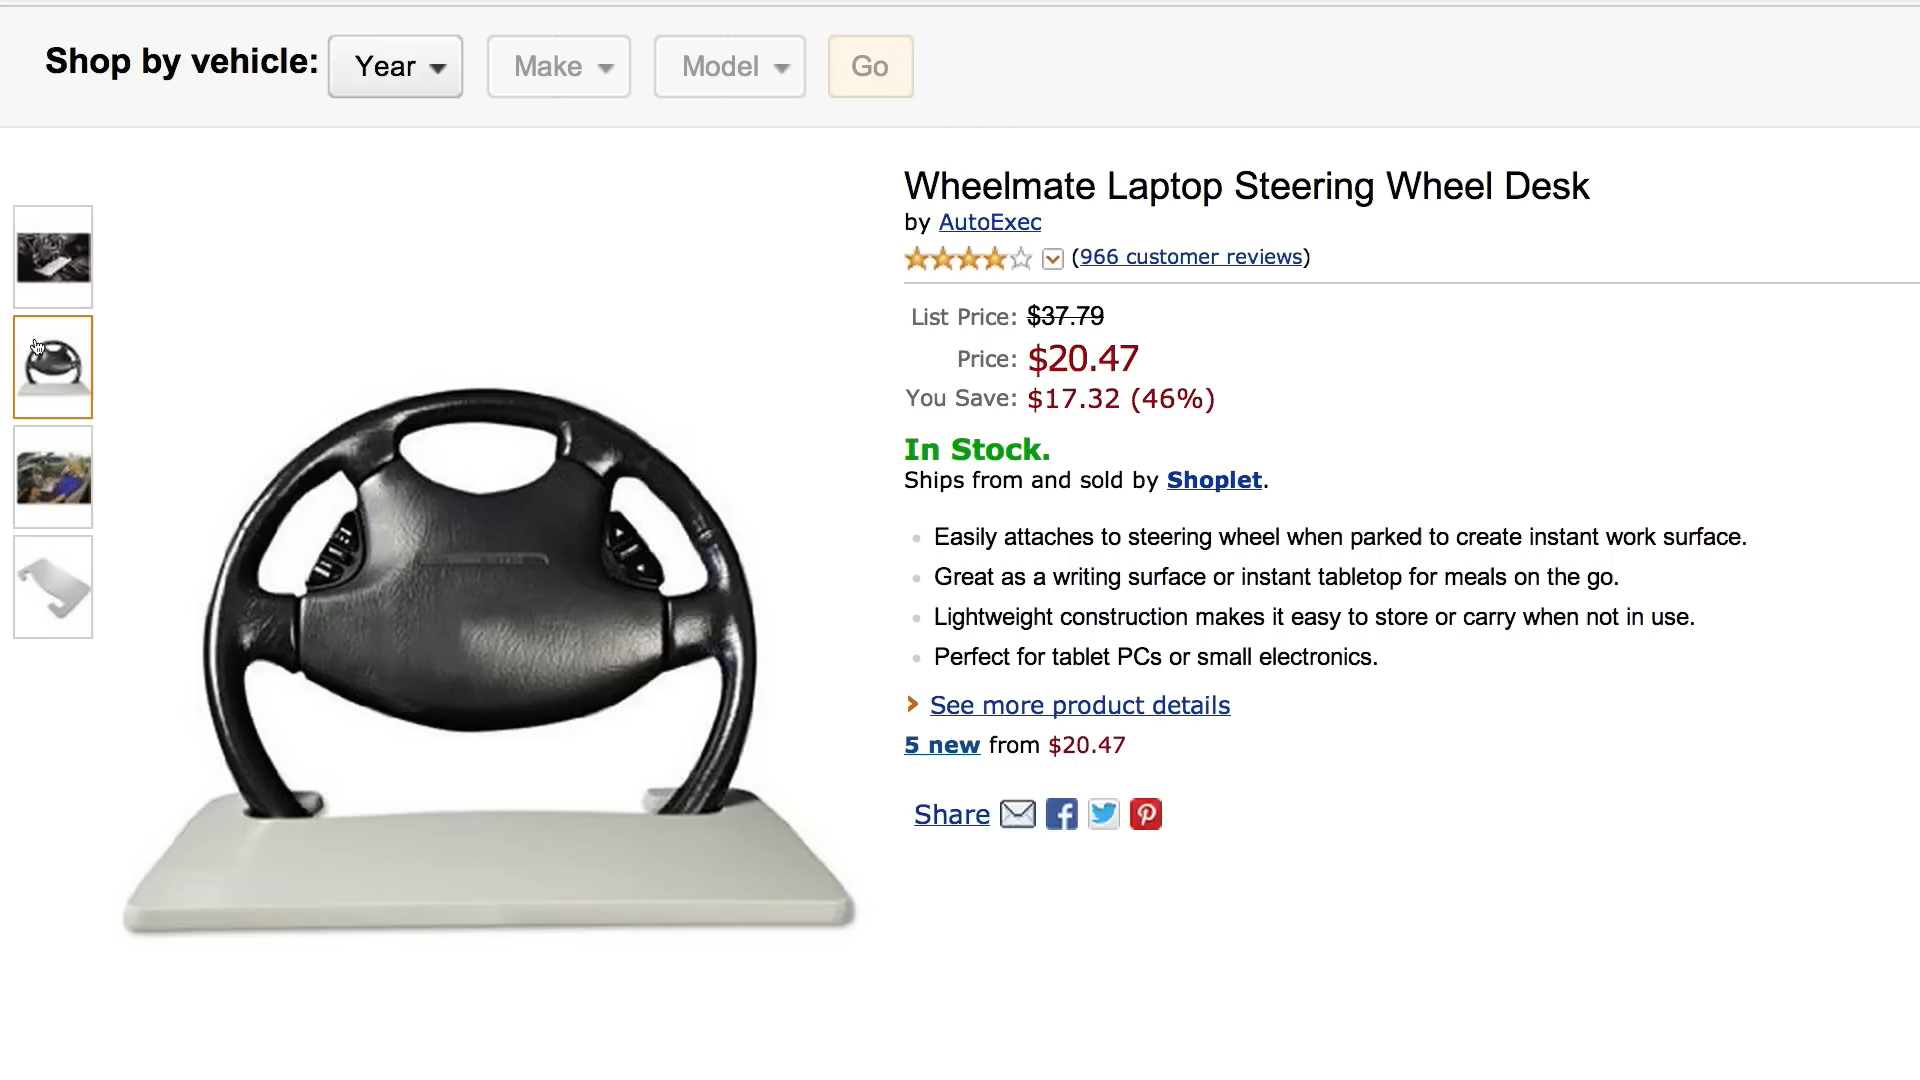 Shop by vehicle: Year Make Model Go
Wheelmate Laptop Steering Wheel Desk
by AutoExec
(966 customer reviews)
List Price: $37.79
Price: $20.47
You Save: $17.32 (46%)
In Stock.
Ships from and sold by Shoplet.
Easily attaches to steering wheel when parked to create instant work surface.
Great as a writing surface or instant tabletop for meals on the go.
Lightweight construction makes it easy to store or carry when not in use.
Perfect for tablet PCs or small electronics.
See more product details
5 new from $20.47
Share